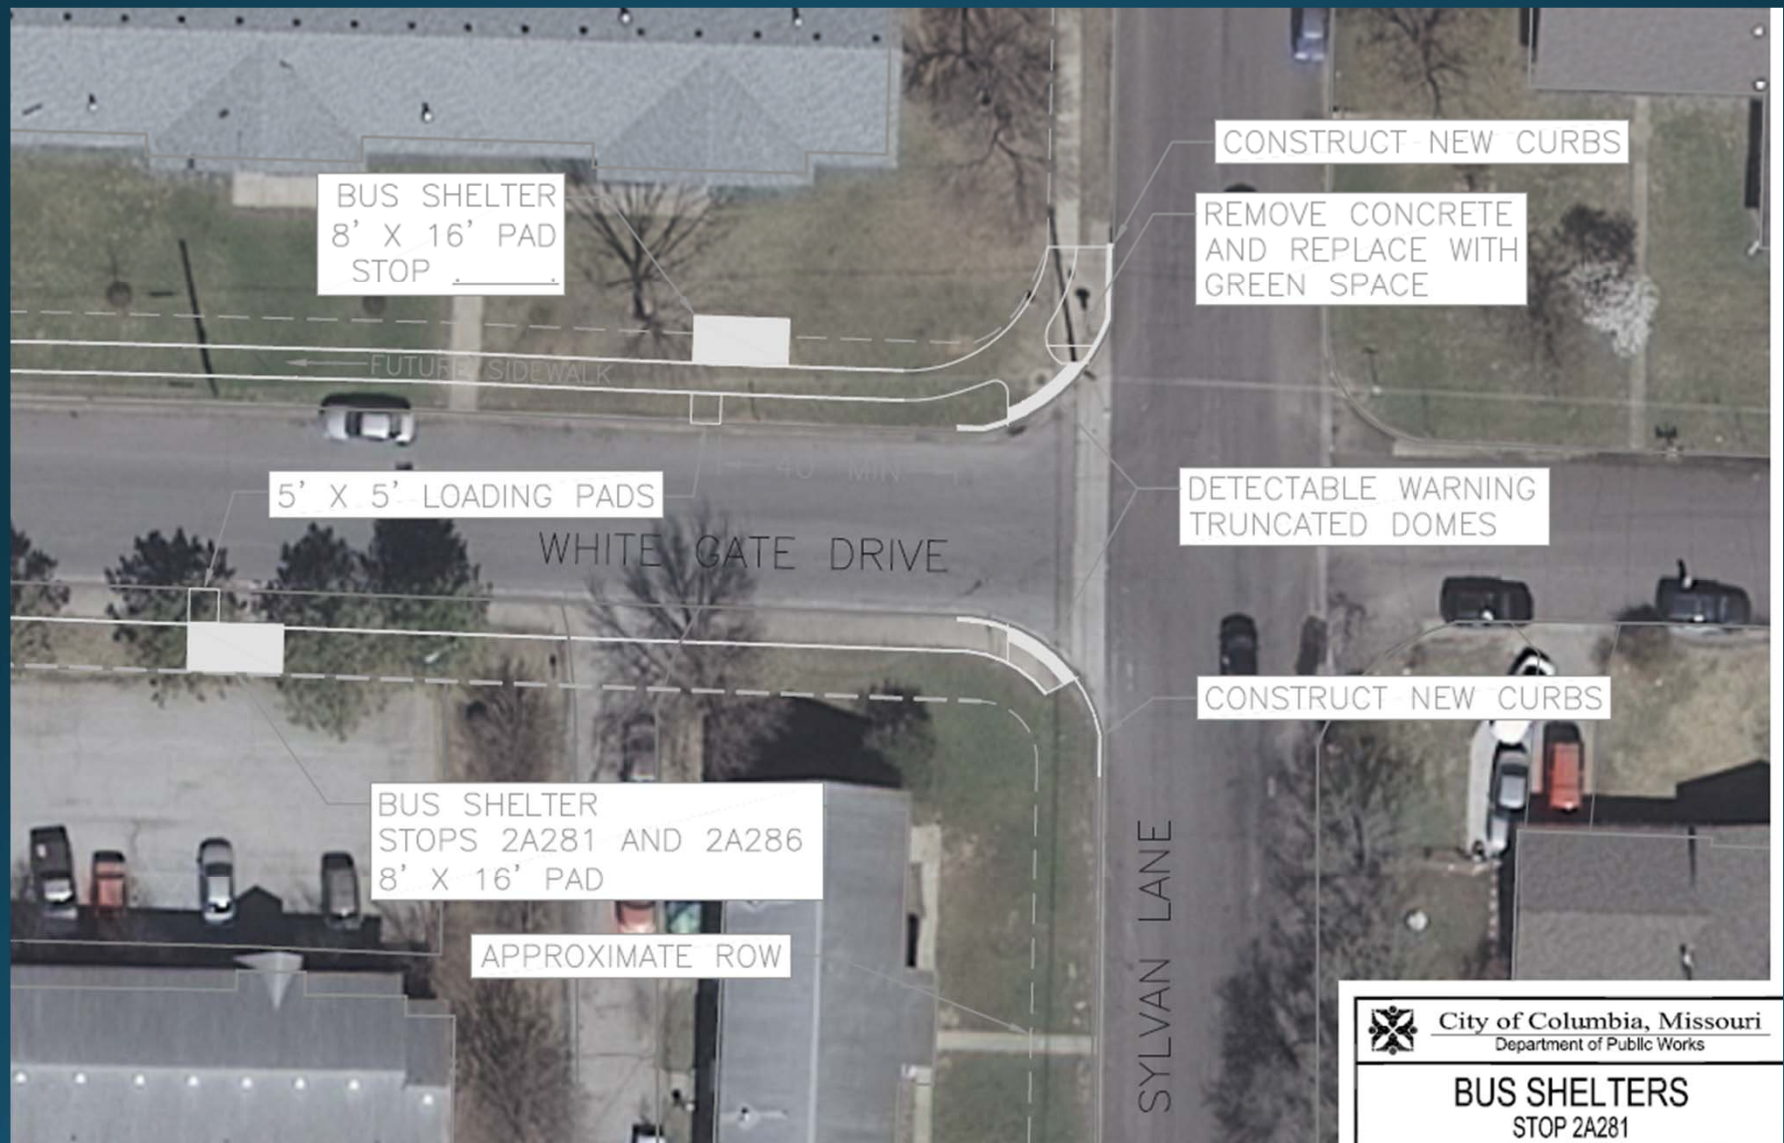 CONSTRUCT NEW CURBS
BUS SHELTER
8' X 16' PAD
STOP ________.
REMOVE CONCRETE
AND REPLACE WITH
GREEN SPACE
FUTURE SIDEWALK
40' MIN
5' X 5' LOADING PADS
DETECTABLE WARNING
TRUNCATED DOMES
WHITE GATE DRIVE
CONSTRUCT NEW CURBS
BUS SHELTER
STOPS 2A281 AND 2A286
8' X 16' PAD
SYLVAN LANE
APPROXIMATE ROW
City of Columbia, Missouri
Department of Public Works
BUS SHELTERS
STOP 2A281